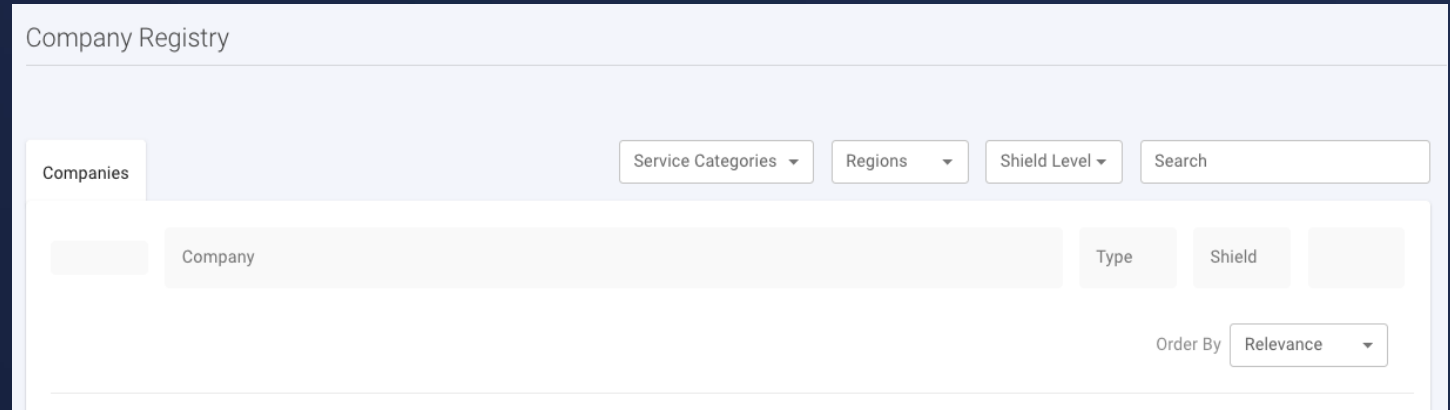 Company Registry
Companies
Service Categories
Regions
Shield Level
Search
Company
Type
Shield
Order By
Relevance